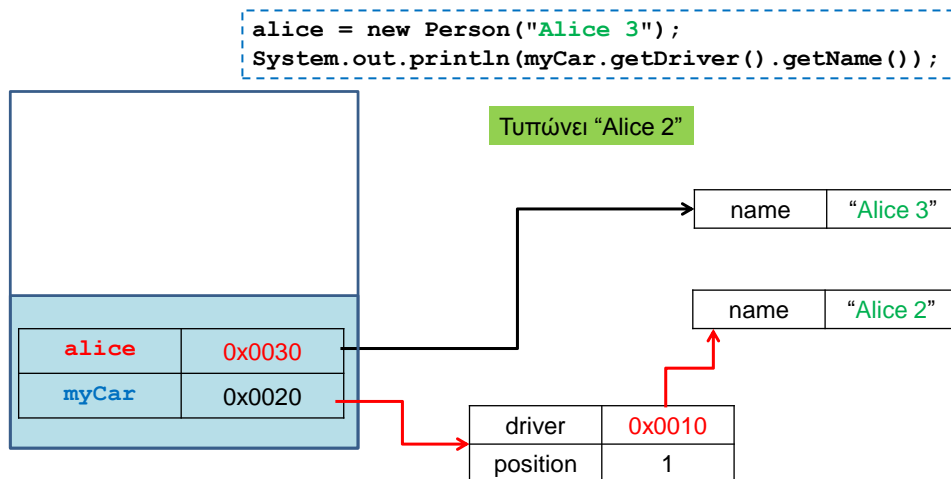 alice = new Person("Alice 3");
System.out.println(myCar.getDriver().getName());
Τυπώνει “Alice 2”
name “Alice 3”
name “Alice 2”
alice 0x0030
myCar 0x0020
driver 0x0010
position 1